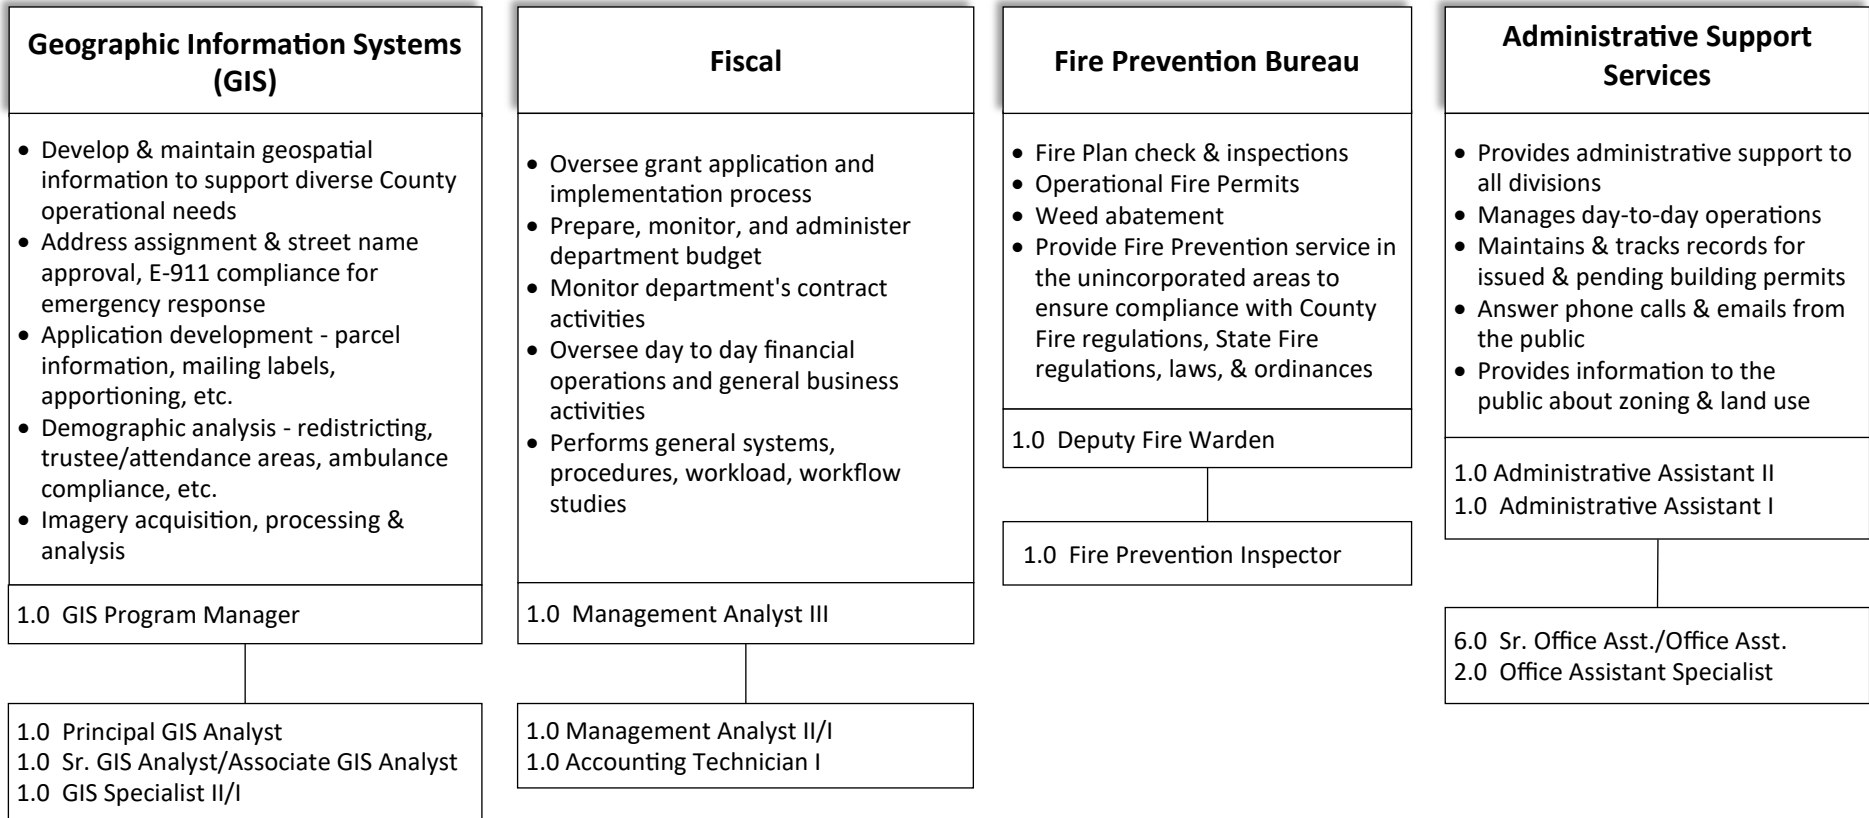 Geographic Information Systems
(GIS)
• Develop & maintain geospatial
information to support diverse County
operational needs
• Address assignment & street name
approval, E-911 compliance for
emergency response
• Application development - parcel
information, mailing labels,
apportioning, etc.
• Demographic analysis - redistricting,
trustee/attendance areas, ambulance
compliance, etc.
• Imagery acquisition, processing &
analysis
1.0 GIS Program Manager
1.0 Principal GIS Analyst
1.0 Sr. GIS Analyst/Associate GIS Analyst
1.0 GIS Specialist II/I
Fiscal
• Oversee grant application and
implementation process
• Prepare, monitor, and administer
department budget
• Monitor department's contract
activities
• Oversee day to day financial
operations and general business
activities
• Performs general systems,
procedures, workload, workflow
studies
1.0 Management Analyst III
1.0 Management Analyst II/I
1.0 Accounting Technician I
Fire Prevention Bureau
• Fire Plan check & inspections
• Operational Fire Permits
• Weed abatement
• Provide Fire Prevention service in
the unincorporated areas to
ensure compliance with County
Fire regulations, State Fire
regulations, laws, & ordinances
1.0 Deputy Fire Warden
1.0 Fire Prevention Inspector
Administrative Support
Services
• Provides administrative support to
all divisions
• Manages day-to-day operations
• Maintains & tracks records for
issued & pending building permits
• Answer phone calls & emails from
the public
• Provides information to the
public about zoning & land use
1.0 Administrative Assistant II
1.0 Administrative Assistant I
6.0 Sr. Office Asst./Office Asst.
2.0 Office Assistant Specialist